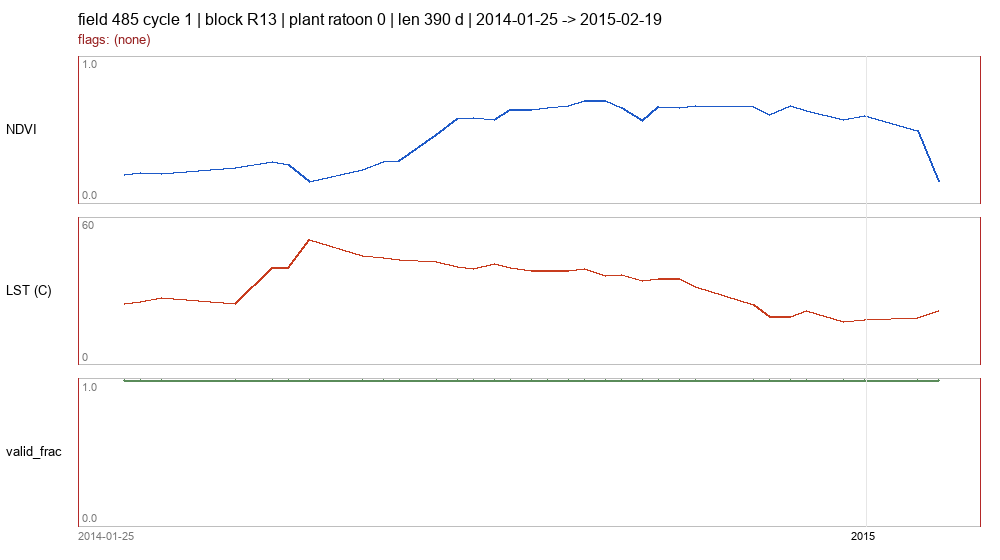 field 485 cycle 1 | block R13 | plant ratoon 0 | len 390 d | 2014-01-25 -> 2015-02-19
flags: (none)
1.0
NDVI
0.0
60
LST (C)
0
1.0
valid_frac
0.0
2014-01-25
2015